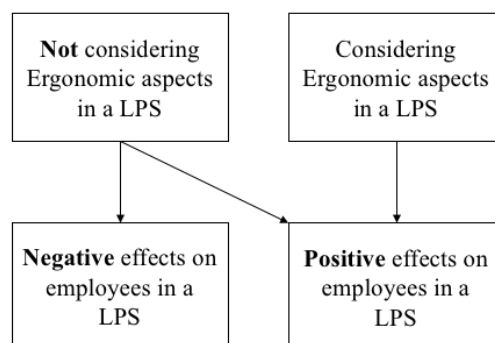 Not considering
Ergonomic aspects
in a LPS
Considering
Ergonomic aspects
in a LPS
Negative effects on
employees in a
LPS
Positive effects on
employees in a
LPS